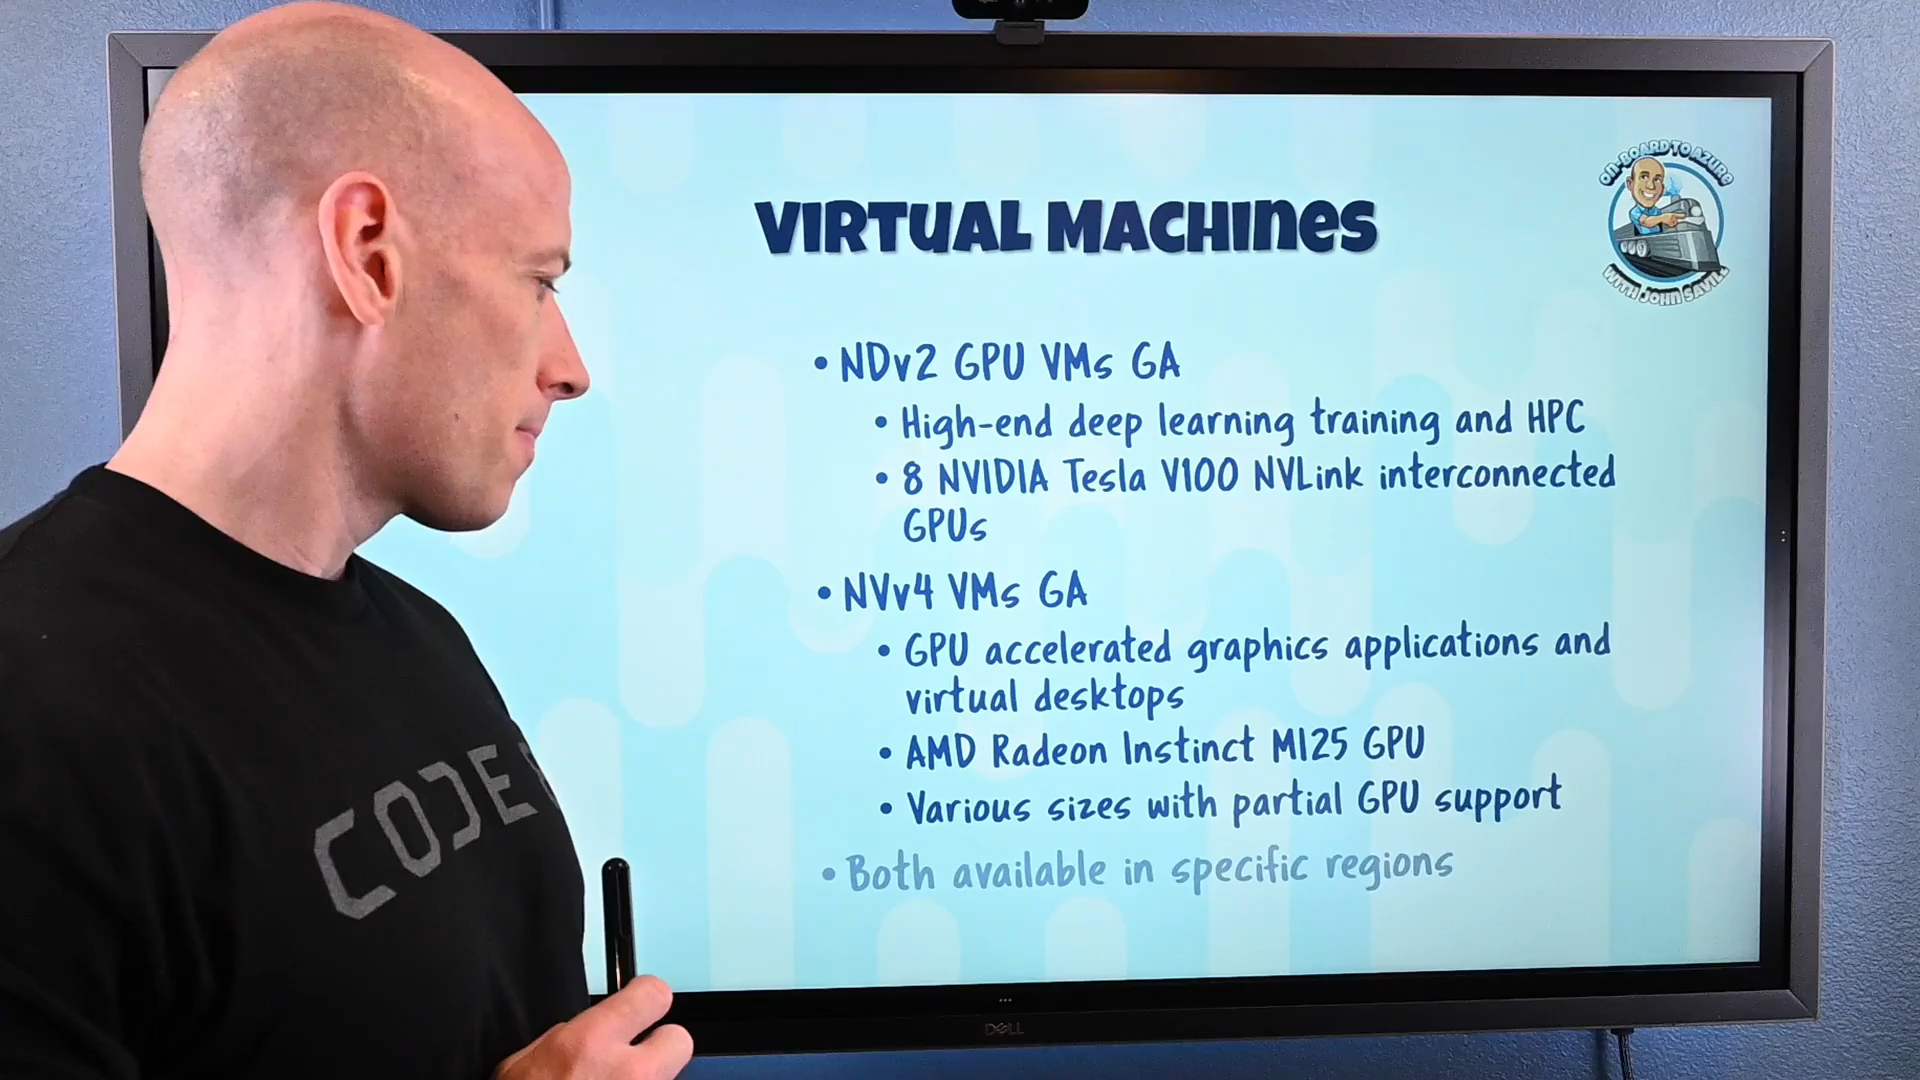 ON-BOARD TO AZURE
WITH JOHN SAVILL
VIRTUAL MACHINES
• NDv2 GPU VMs GA
• High-end deep learning training and HPC
• 8 NVIDIA Tesla V100 NVLink interconnected
GPUs
• NVv4 VMs GA
• GPU accelerated graphics applications and
virtual desktops
• AMD Radeon Instinct MI25 GPU
• Various sizes with partial GPU support
• Both available in specific regions
CODE
DELL